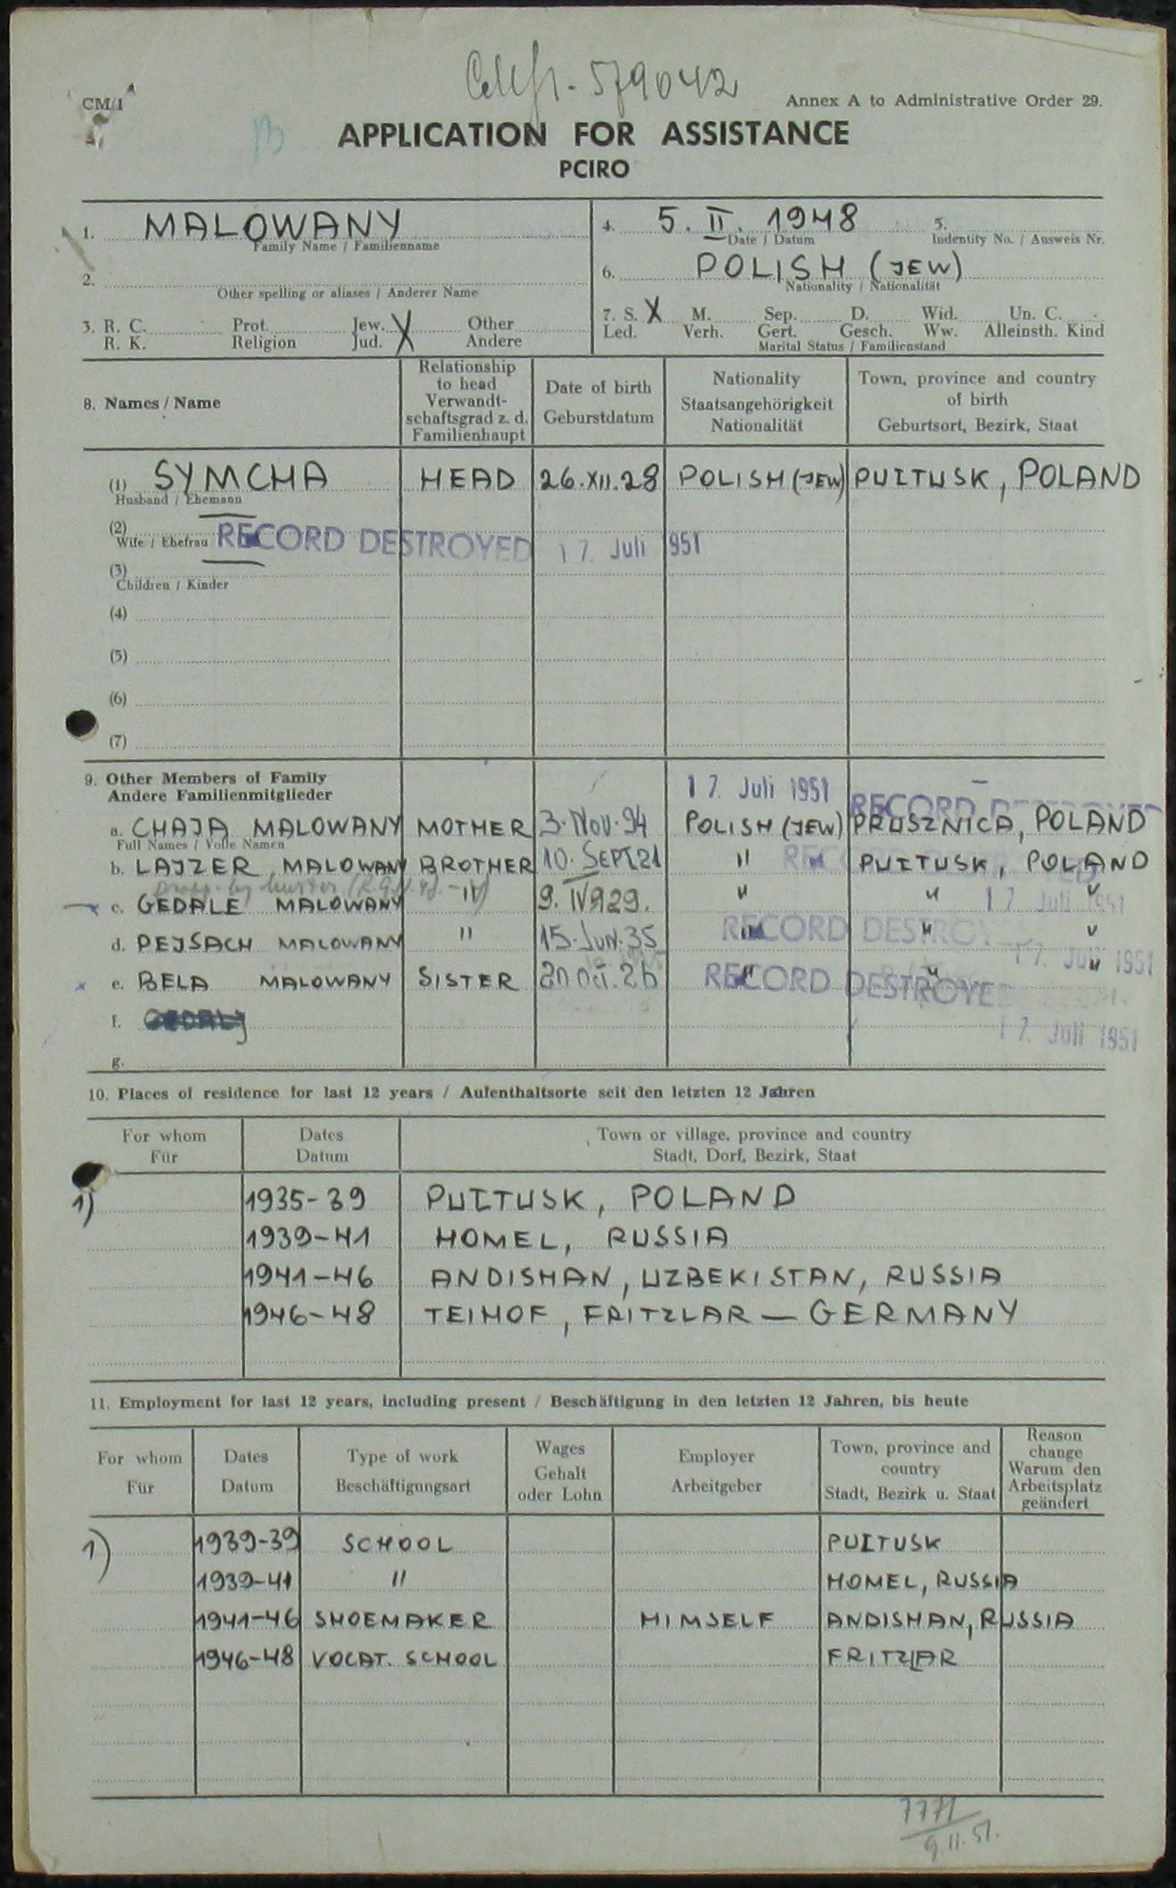 CM/1
Annex A to Administrative Order 29.
APPLICATION FOR ASSISTANCE
PCIRO
1. MALOWANY
Family Name / Familienname
4. 5. II. 1948
Date / Datum
5.
Indentity No. / Ausweis Nr.
2.
Other spelling or aliases / Anderer Name
6. POLISH (JEW)
Nationality / Nationalität
3. R. C. Prot. Jew. X Other
R. K. Religion Jud. Andere
7. S. X M. Sep. D. Wid. Un. C.
Led. Verh. Gert. Gesch. Ww. Alleinsth. Kind
Marital Status / Familienstand
8. Names / Name
Relationship to head
Verwandt-
schaftsgrad z. d.
Familienhaupt
Date of birth
Geburstdatum
Nationality
Staatsangehörigkeit
Nationalität
Town, province and country
of birth
Geburtsort, Bezirk, Staat
(1) SYMCHA HEAD 26.XII.28 POLISH (JEW) PUŁTUSK, POLAND
Husband / Ehemann
(2)
Wife / Ehefrau
RECORD DESTROYED 17. Juli 1951
(3)
Children / Kinder
(4)
(5)
(6)
(7)
9. Other Members of Family
Andere Familienmitglieder
17. Juli 1951
RECORD DESTROYED
a. CHAJA MALOWANY MOTHER 3. NOV. 94 POLISH (JEW) PRUSZNICA, POLAND
Full Names / Volle Namen
b. LAJZER MALOWANY BROTHER 10. SEPT. 21 " PUŁTUSK, POLAND
c. GEDALE MALOWANY " 9. IV 929. " " "
17. Juli 1951
d. PEJSACH MALOWANY " 15. JUN. 35 " " "
RECORD DESTROYED
17. Juli 1951
e. BELA MALOWANY SISTER 20 Oct. 26 " " "
RECORD DESTROYED
f.
17. Juli 1951
g.
10. Places of residence for last 12 years / Aufenthaltsorte seit den letzten 12 Jahren
For whom
Für
Dates
Datum
Town or village, province and country
Stadt, Dorf, Bezirk, Staat
1) 1935-39 PUŁTUSK, POLAND
1939-41 HOMEL, RUSSIA
1941-46 ANDISHAN, UZBEKISTAN, RUSSIA
1946-48 TEIHOF, FRITZLAR — GERMANY
11. Employment for last 12 years, including present / Beschäftigung in den letzten 12 Jahren, bis heute
For whom
Für
Dates
Datum
Type of work
Beschäftigungsart
Wages
Gehalt
oder Lohn
Employer
Arbeitgeber
Town, province and
country
Stadt, Bezirk u. Staat
Reason
change
Warum den
Arbeitsplatz
geändert
1) 1939-39 SCHOOL PUŁTUSK
1939-41 " HOMEL, RUSSIA
1941-46 SHOEMAKER HIMSELF ANDISHAN, RUSSIA
1946-48 VOCAT. SCHOOL FRITZLAR
7771
9.11.51.